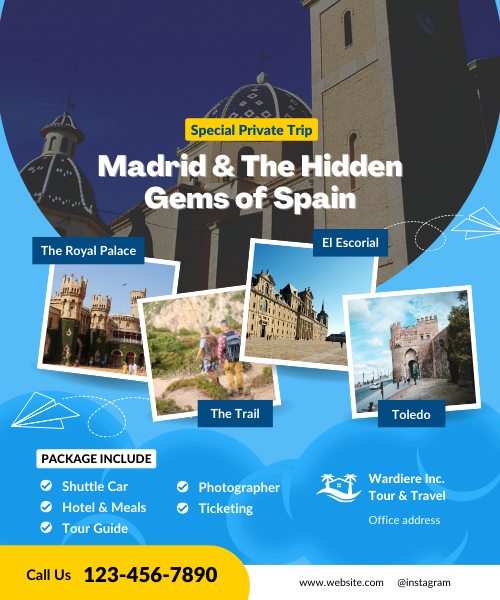 Special Private Trip
Madrid & The Hidden
Gems of Spain
The Royal Palace
El Escorial
The Trail
Toledo
PACKAGE INCLUDE
Shuttle Car
Hotel & Meals
Tour Guide
Photographer
Ticketing
Wardiere Inc.
Tour & Travel
Office address
Call Us 123-456-7890
www.website.com @instagram